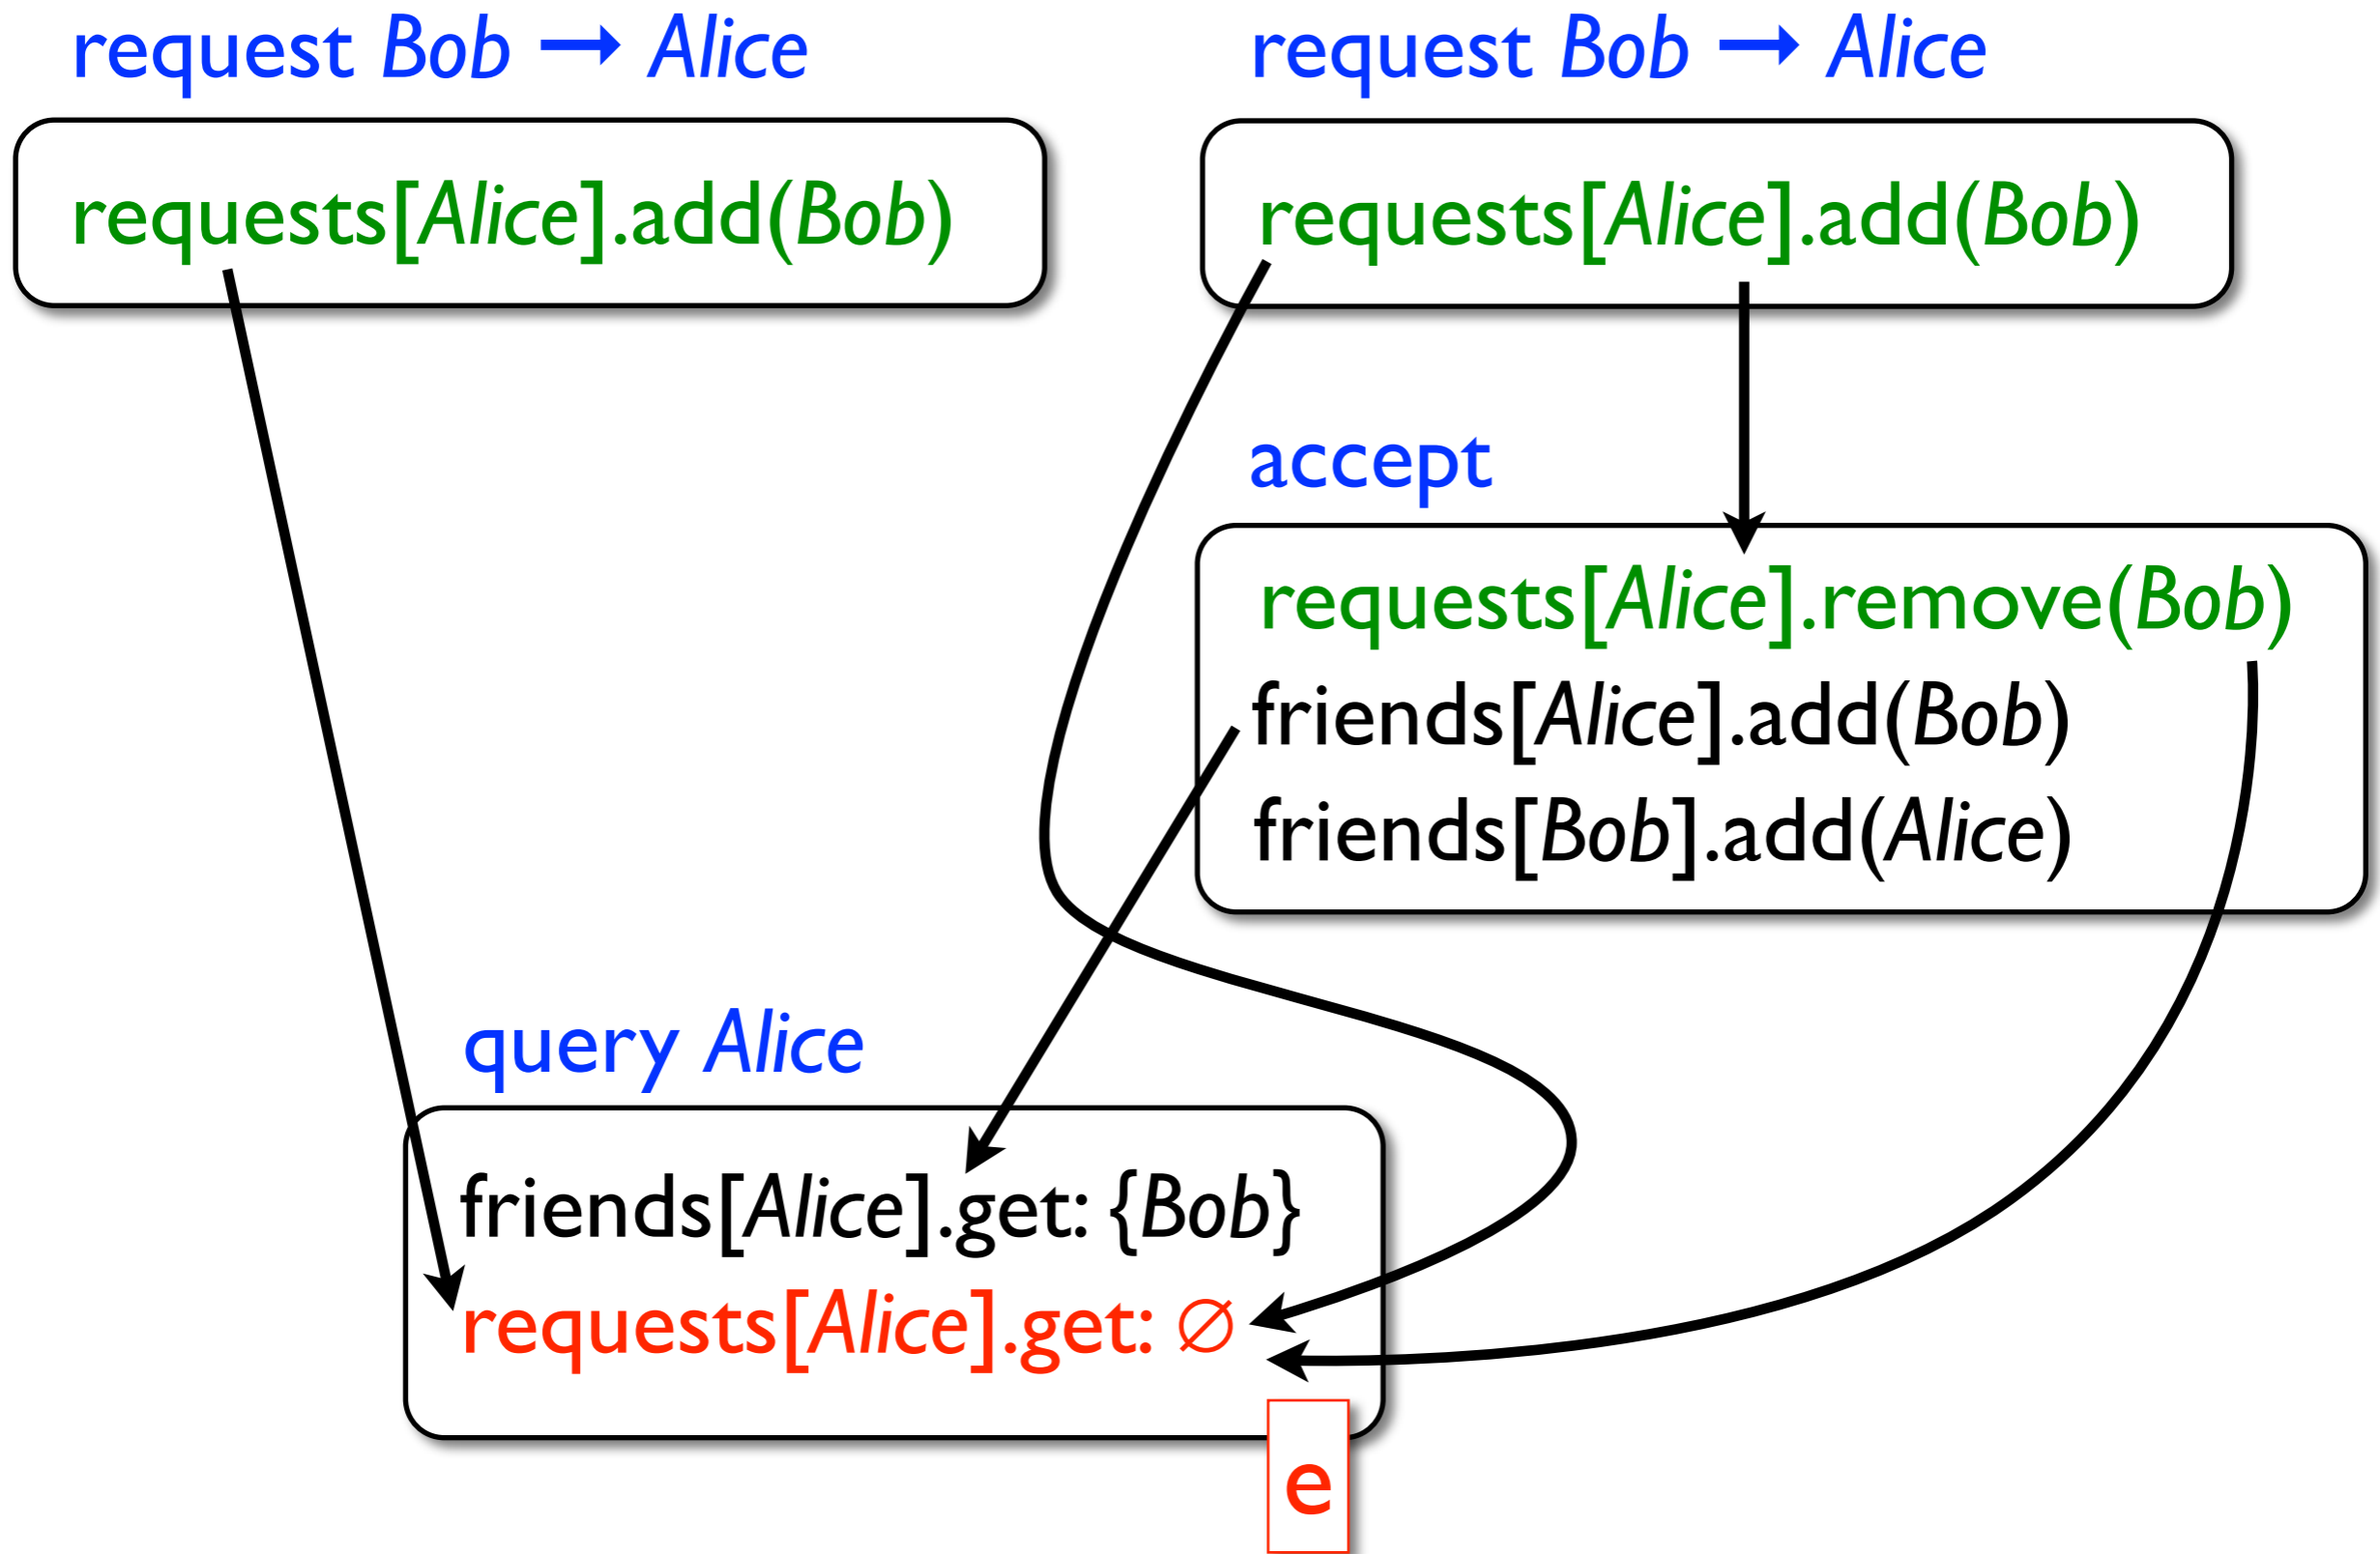 request Bob → Alice
requests[Alice].add(Bob)
request Bob → Alice
requests[Alice].add(Bob)
accept
requests[Alice].remove(Bob)
friends[Alice].add(Bob)
friends[Bob].add(Alice)
query Alice
friends[Alice].get: {Bob}
requests[Alice].get: ∅
e